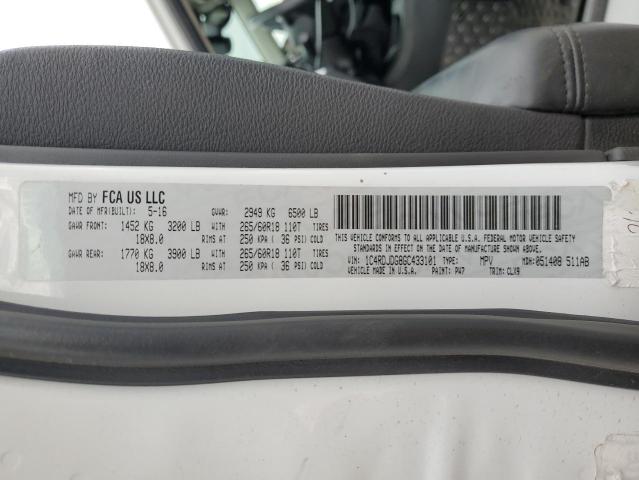 MFD BY FCA US LLC
DATE OF MFR(BUILT): 5-16 GVWR: 2949 KG 6500 LB
GAWR FRONT: 1452 KG 3200 LB 265/60R18 110T TIRES
18X8.0 RIMS AT 250 KPA ( 36 PSI) COLD
GAWR REAR: 1770 KG 3900 LB 265/60R18 110T TIRES
18X8.0 RIMS AT 250 KPA ( 36 PSI) COLD
THIS VEHICLE CONFORMS TO ALL APPLICABLE U.S.A. FEDERAL MOTOR VEHICLE SAFETY
STANDARDS IN EFFECT ON THE DATE OF MANUFACTURE SHOWN ABOVE.
VIN: 1C4RDJDG8GC433101 TYPE: MPV MDH: 051408 511AB
VEHICLE MADE IN U.S.A. PAINT: PW7 TRIM: CLX9